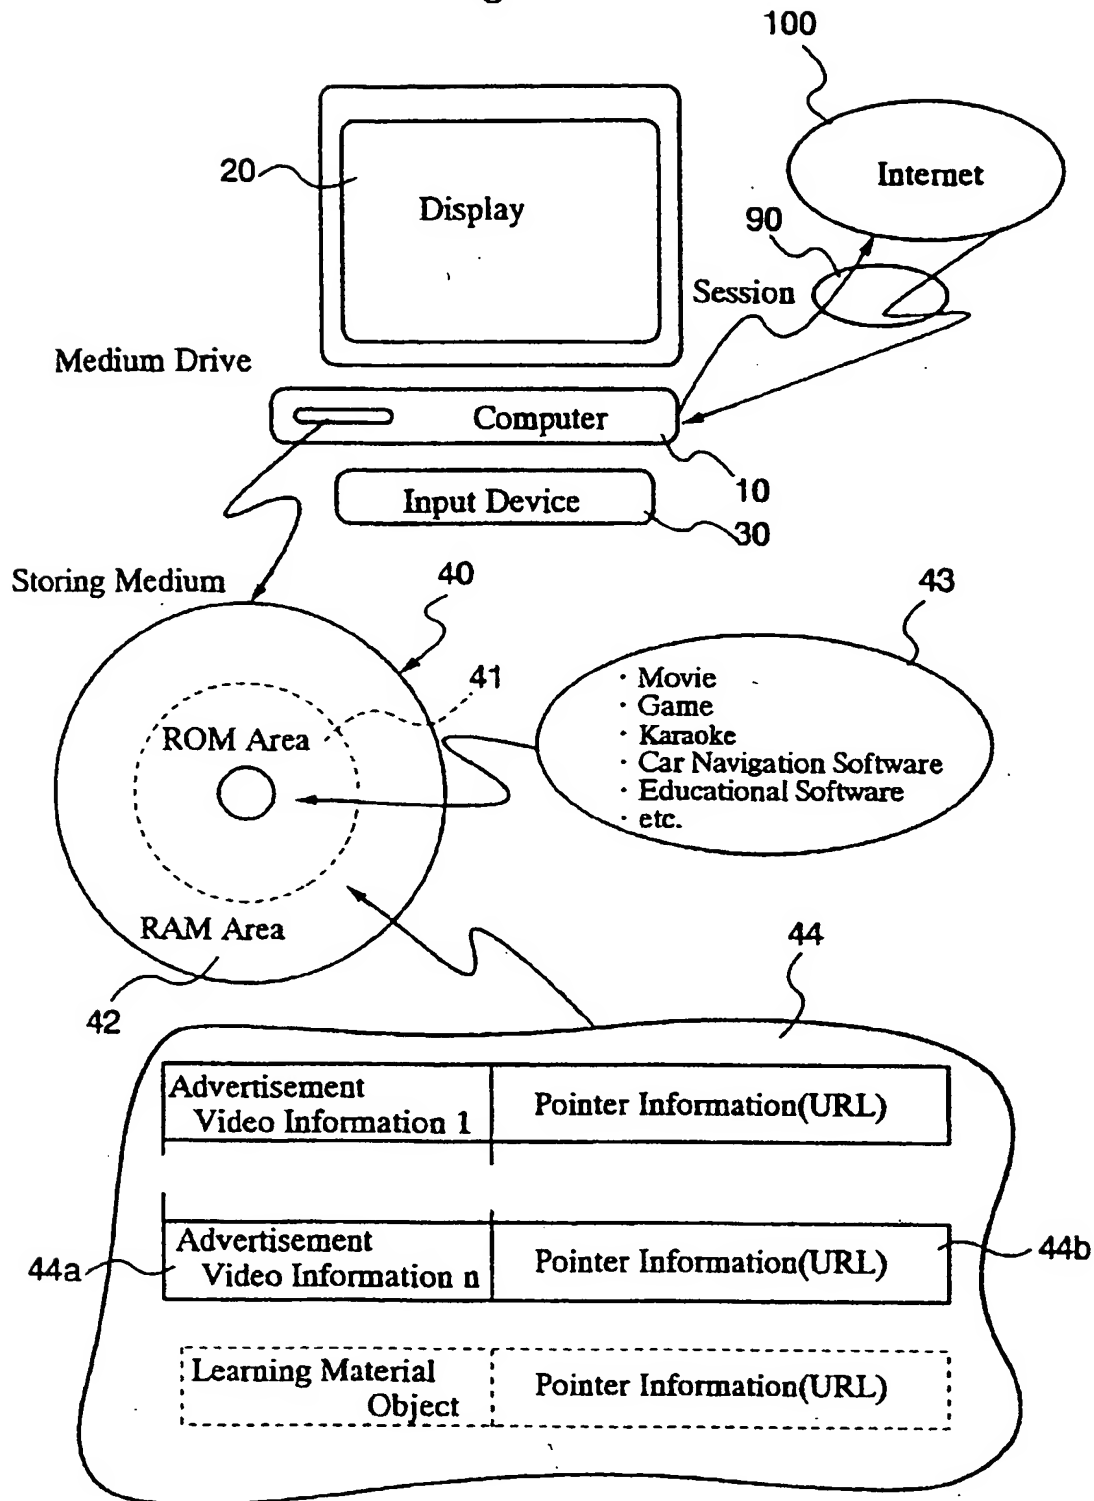 100
20
Display
Internet
90
Session
Medium Drive
Computer
10
Input Device
30
Storing Medium
40
43
41
ROM Area
· Movie
· Game
· Karaoke
· Car Navigation Software
· Educational Software
· etc.
RAM Area
42
44
Advertisement
Video Information 1
Pointer Information(URL)
Advertisement
Video Information n
Pointer Information(URL)
44a
44b
Learning Material
Object
Pointer Information(URL)